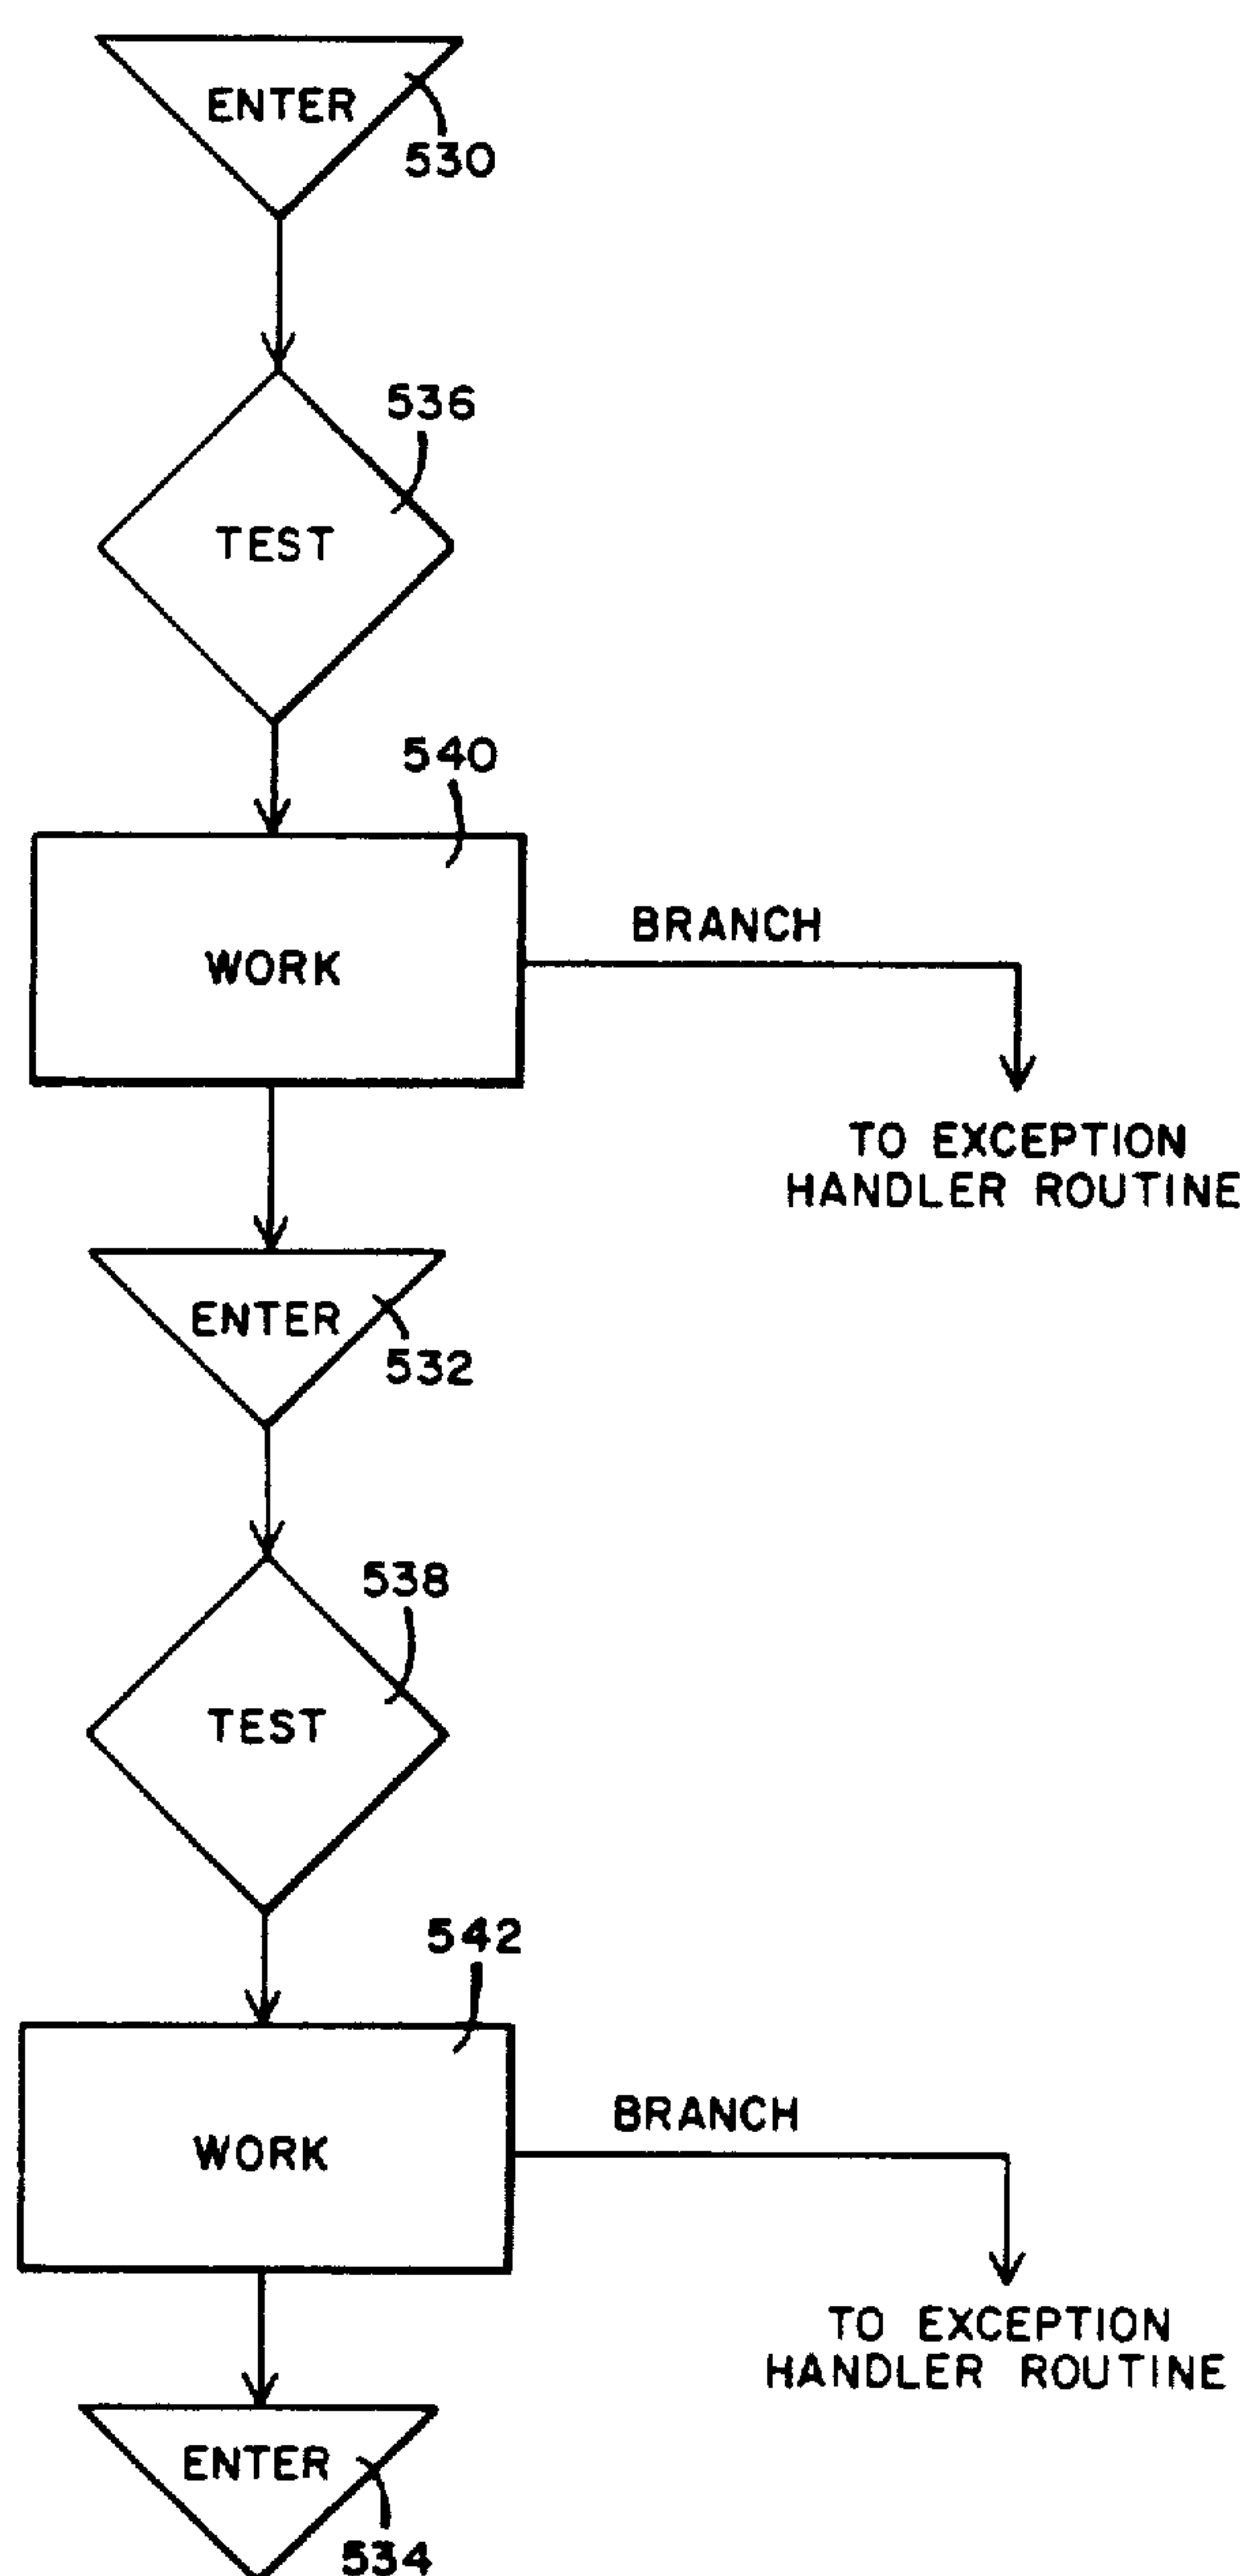 ENTER
530
536
TEST
540
BRANCH
WORK
TO EXCEPTION
HANDLER ROUTINE
ENTER
532
538
TEST
542
BRANCH
WORK
TO EXCEPTION
HANDLER ROUTINE
ENTER
534